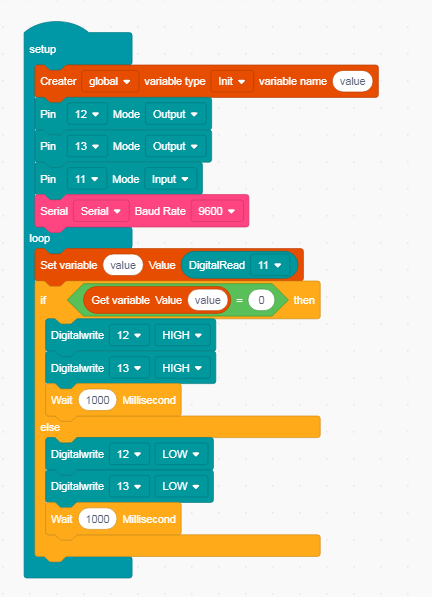 setup
Creater global variable type Init variable name value
Pin 12 Mode Output
Pin 13 Mode Output
Pin 11 Mode Input
Serial Serial Baud Rate 9600
loop
Set variable value Value DigitalRead 11
if Get variable Value value = 0 then
Digitalwrite 12 HIGH
Digitalwrite 13 HIGH
Wait 1000 Millisecond
else
Digitalwrite 12 LOW
Digitalwrite 13 LOW
Wait 1000 Millisecond